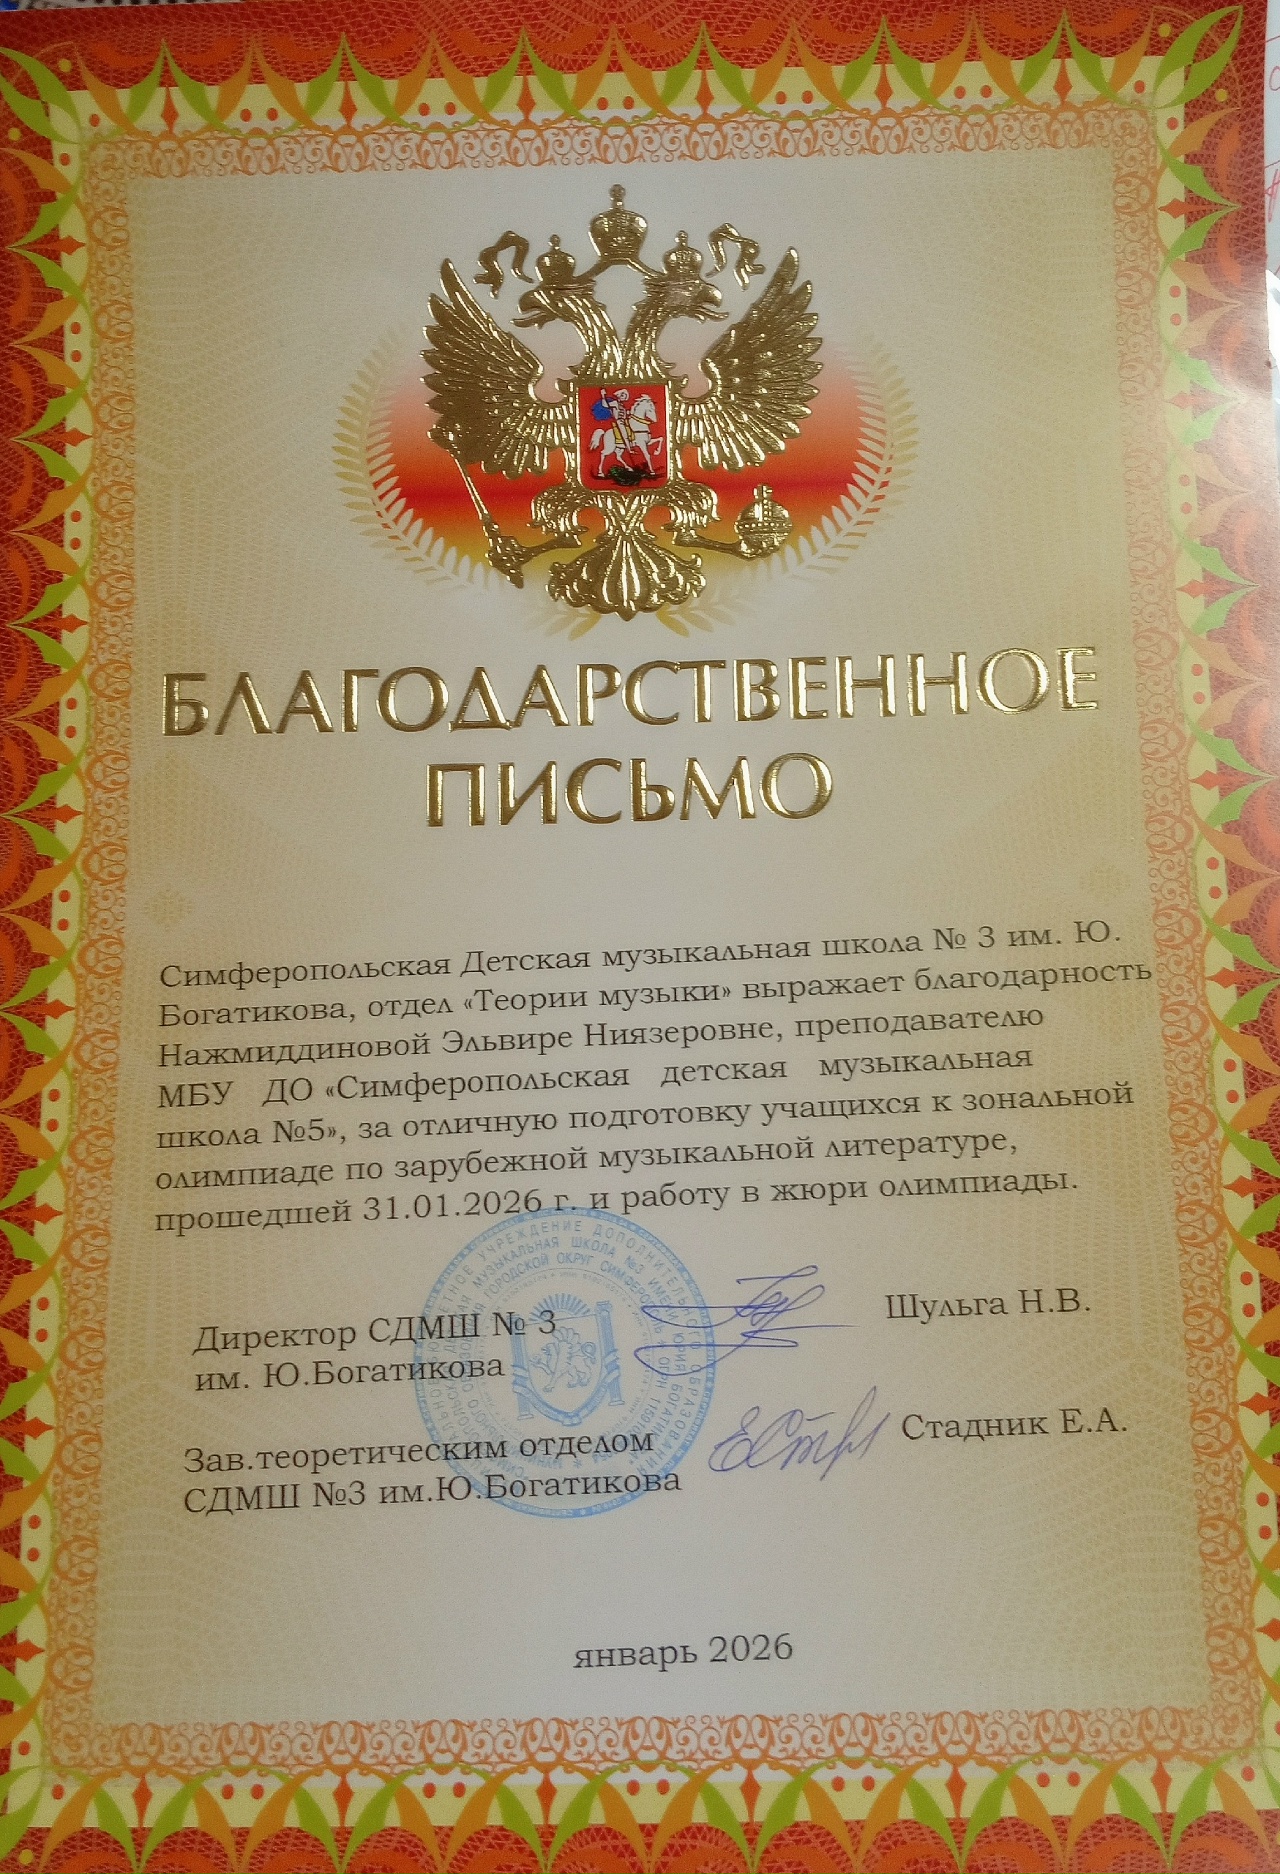 БЛАГОДАРСТВЕННОЕ
ПИСЬМО
Симферопольская Детская музыкальная школа № 3 им. Ю.
Богатикова, отдел «Теории музыки» выражает благодарность
Нажмиддиновой Эльвире Ниязеровне, преподавателю
МБУ ДО «Симферопольская детская музыкальная
школа №5», за отличную подготовку учащихся к зональной
олимпиаде по зарубежной музыкальной литературе,
прошедшей 31.01.2026 г. и работу в жюри олимпиады.
Директор СДМШ № 3
им. Ю.Богатикова
Шульга Н.В.
Зав.теоретическим отделом
СДМШ №3 им.Ю.Богатикова
Стадник Е.А.
январь 2026